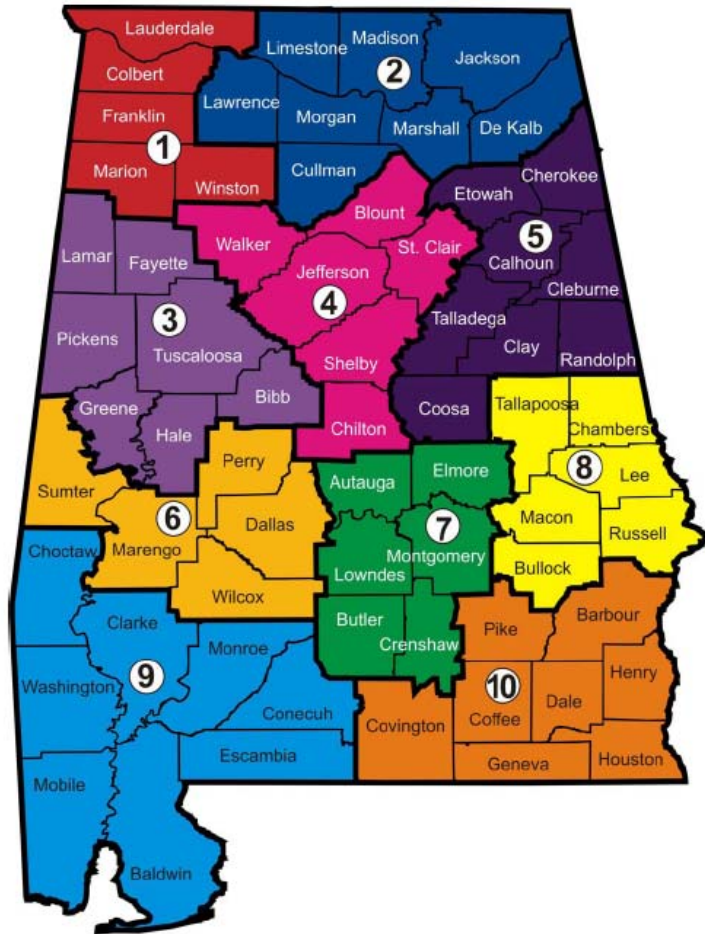 Lauderdale
Limestone
Madison
Jackson
Colbert
2
Lawrence
Morgan
Marshall
De Kalb
Franklin
1
Marion
Winston
Cullman
Cherokee
Etowah
Blount
Walker
St. Clair
Lamar
Fayette
Jefferson
5
Calhoun
4
Cleburne
3
Talladega
Pickens
Tuscaloosa
Clay
Shelby
Randolph
Bibb
Greene
Coosa
Tallapoosa
Hale
Chilton
Chambers
Perry
Elmore
Autauga
8
Lee
Sumter
6
Dallas
7
Macon
Russell
Choctaw
Marengo
Montgomery
Bullock
Lowndes
Wilcox
Clarke
Butler
Pike
Barbour
Monroe
Crenshaw
Henry
Washington
9
10
Dale
Conecuh
Covington
Coffee
Escambia
Houston
Geneva
Mobile
Baldwin